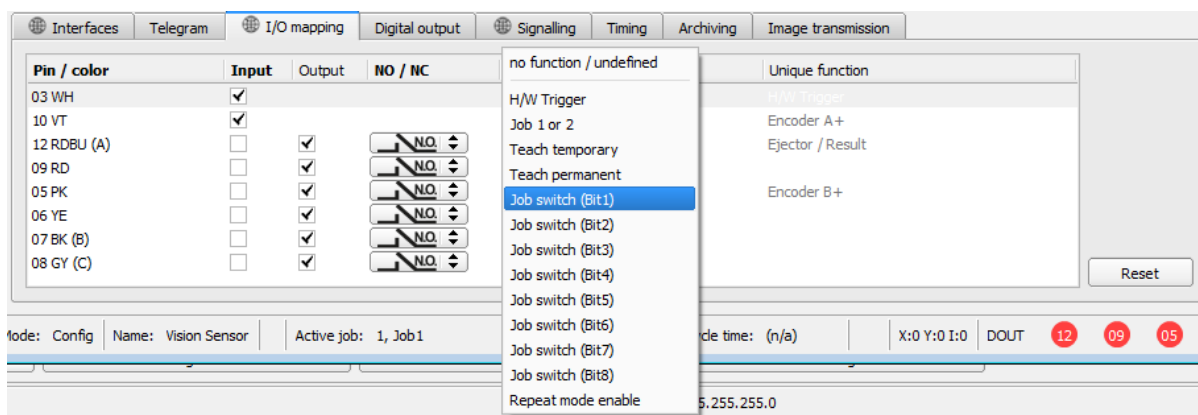 Interfaces Telegram I/O mapping Digital output Signalling Timing Archiving Image transmission
Pin / color Input Output NO / NC Unique function
no function / undefined
03 WH H/W Trigger
H/W Trigger
10 VT Encoder A+
Job 1 or 2
12 RDBU (A) N.O. Ejector / Result
Teach temporary
09 RD N.O.
Teach permanent
05 PK N.O. Encoder B+
Job switch (Bit1)
06 YE N.O.
Job switch (Bit2)
07 BK (B) N.O.
Job switch (Bit3)
08 GY (C) N.O.
Job switch (Bit4)
Reset
Job switch (Bit5)
Job switch (Bit6)
Mode: Config Name: Vision Sensor Active job: 1, Job1 cle time: (n/a) X:0 Y:0 I:0 DOUT 12 09 05
Job switch (Bit7)
Job switch (Bit8)
Repeat mode enable
5.255.255.0